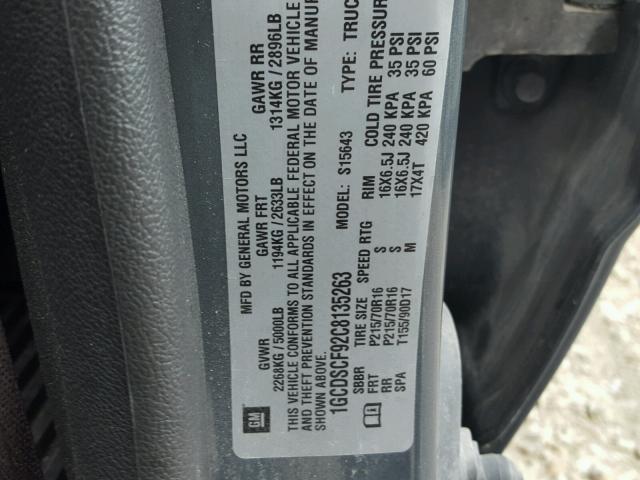 MFD BY GENERAL MOTORS LLC
GVWR GAWR FRT GAWR RR
2268KG / 5000LB 1194KG / 2633LB 1314KG / 2896LB
THIS VEHICLE CONFORMS TO ALL APPLICABLE FEDERAL MOTOR VEHICLE
AND THEFT PREVENTION STANDARDS IN EFFECT ON THE DATE OF MANUF
SHOWN ABOVE.
1GCDSCF92C8135263 MODEL: S15643 TYPE: TRUC
SBBR TIRE SIZE SPEED RTG RIM COLD TIRE PRESSUR
FRT P215/70R16 S 16X6.5J 240 KPA 35 PSI
RR P215/70R16 S 16X6.5J 240 KPA 35 PSI
SPA T155/90D17 M 17X4T 420 KPA 60 PSI
GM